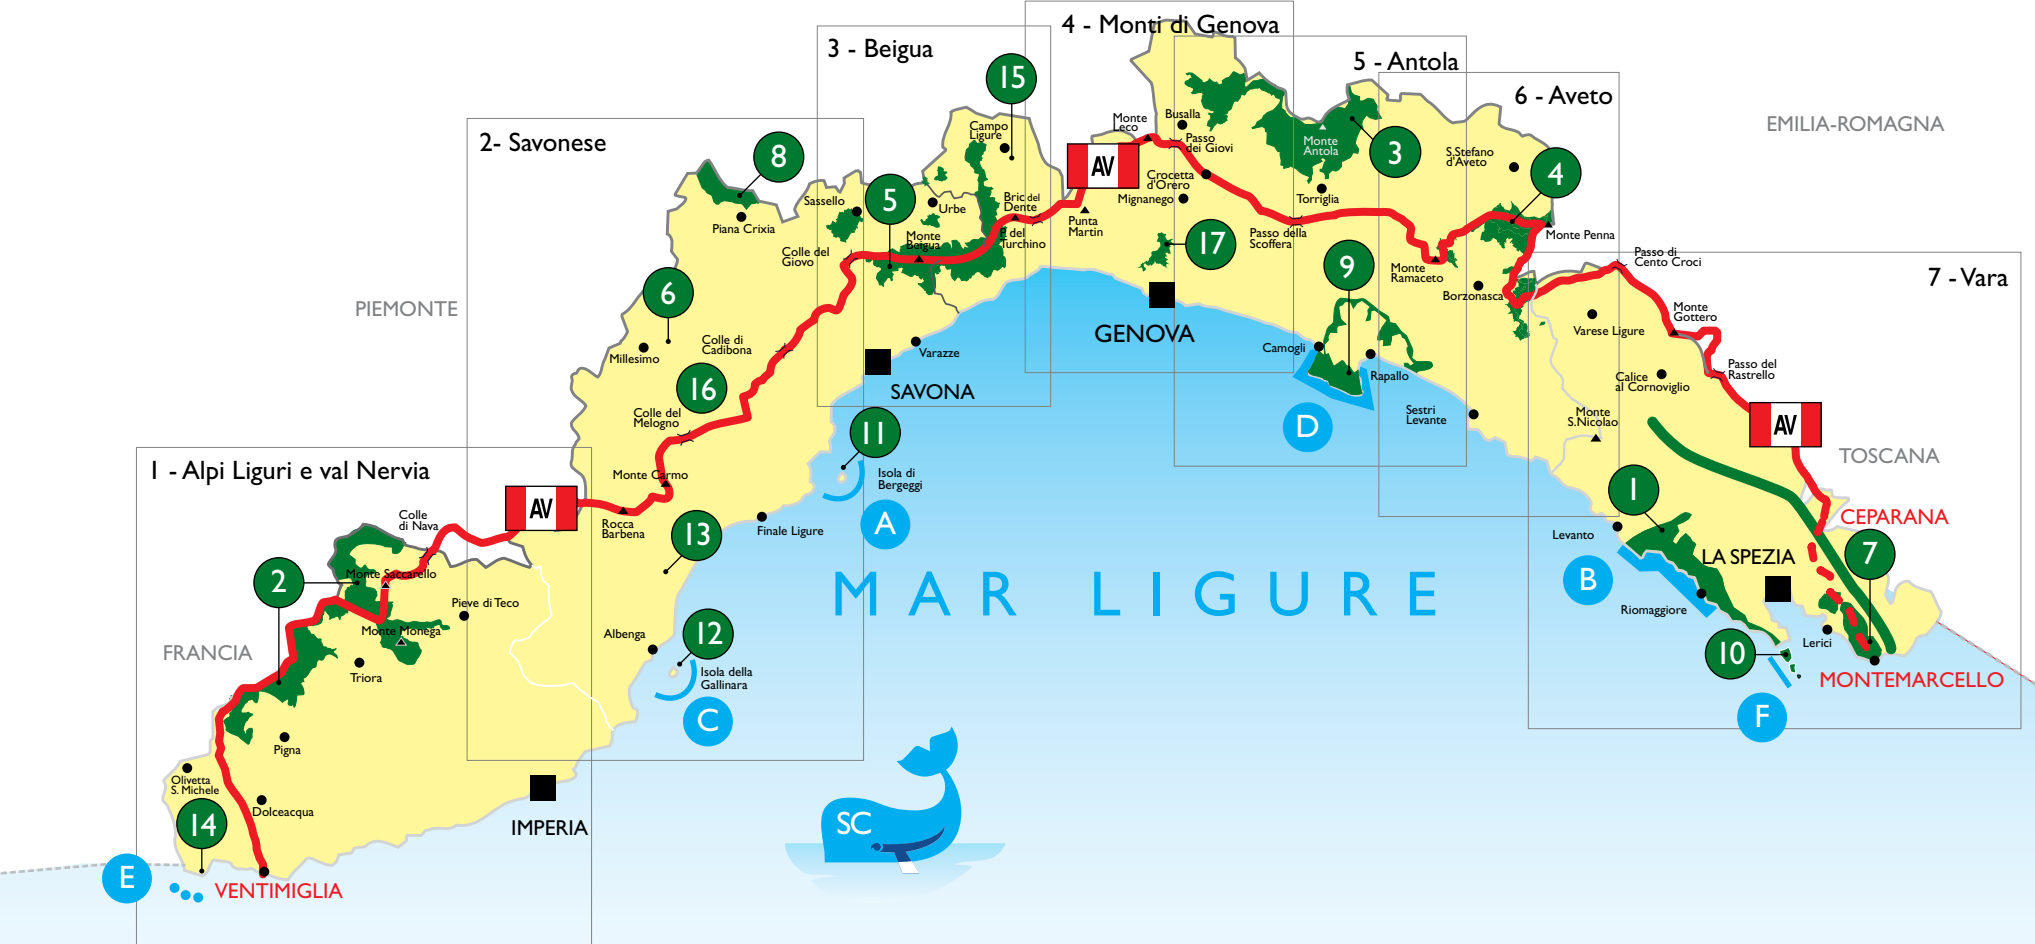 4 - Monti di Genova
3 - Beigua
5 - Antola
15
6 - Aveto
EMILIA-ROMAGNA
2- Savonese
Campo
Ligure
Monte
Leco
Busalla
Passo
dei Giovi
Monte
Antola
3
S.Stefano
d'Aveto
8
AV
4
Crocetta
d'Orero
Mignanego
Torriglia
Sassello
5
Urbe
Bric del
Dente
Piana Crixia
Punta
Martin
P. del
Turchino
Monte
Beigua
17
Passo della
Scoffera
Monte Penna
Colle del
Giovo
Passo di
Cento Croci
9
Monte
Ramaceto
7 - Vara
6
Borzonasca
PIEMONTE
Monte
Gottero
GENOVA
Varese Ligure
Colle di
Cadibona
Camogli
Millesimo
Varazze
Rapallo
Passo del
Rastrello
Calice
al Cornoviglio
16
SAVONA
Colle del
Melogno
Sestri
Levante
Monte
S.Nicolao
D
AV
11
TOSCANA
1 - Alpi Liguri e val Nervia
Monte Carmo
Isola di
Bergeggi
1
AV
Colle
di Nava
Rocca
Barbena
A
CEPARANA
Finale Ligure
13
Levanto
LA SPEZIA
7
2
Monte Saccarello
B
MAR LIGURE
Pieve di Teco
Riomaggiore
Monte Monega
Albenga
12
Lerici
FRANCIA
10
Triora
Isola della
Gallinara
MONTEMARCELLO
C
F
Pigna
Olivetta
S. Michele
Dolceacqua
14
IMPERIA
SC
E
VENTIMIGLIA